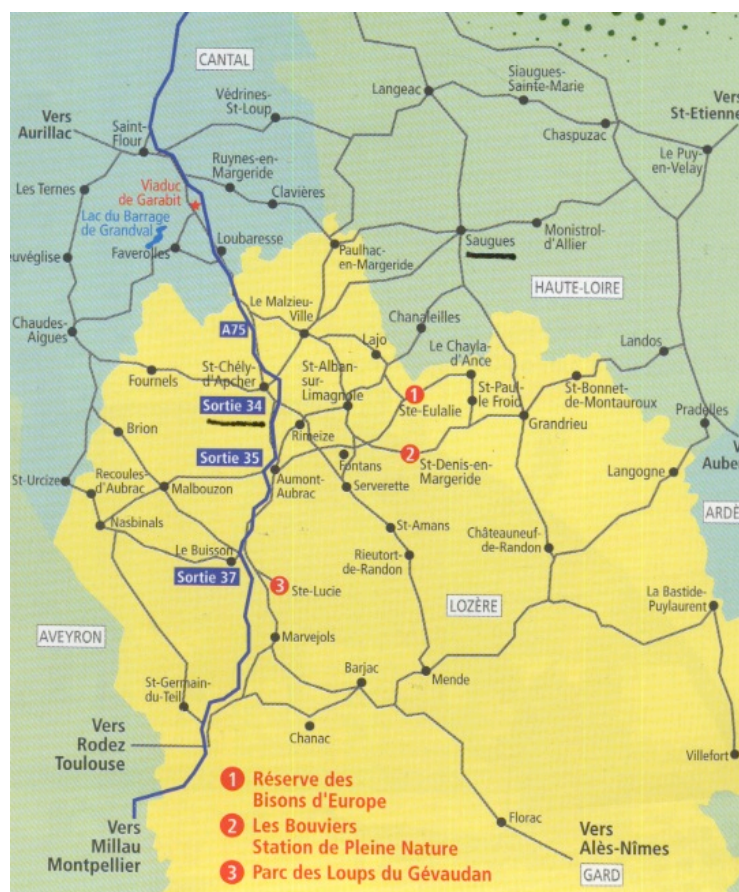 CANTAL
Védrines-
St-Loup
Langeac
Siaugues-
Sainte-Marie
Vers
Aurillac
Vers
St-Etienne
Saint-
Flour
Chaspuzac
Le Puy-
en-Velay
Ruynes-en-
Margeride
Les Ternes
Viaduc
de Garabit
Clavières
Lac du Barrage
de Grandval
Monistrol-
d'Allier
Saugues
Loubaresse
Faverolles
Paulhac-
en-Margeride
euvéglise
HAUTE-LOIRE
Le Malzieu-
Ville
Chanaleilles
A75
Chaudes-
Aigues
Lajo
Landos
Le Chayla-
d'Ance
St-Chély-
d'Apcher
St-Alban-
sur-
Limagnole
Fournels
St-Paul-
le Froid
St-Bonnet-
de-Montauroux
1
Ste-Eulalie
Sortie 34
Pradelles
Grandrieu
Rimeize
Brion
V
Auber
Sortie 35
2
Fontans
St-Denis-en-
Margeride
Langogne
St-Urcize
Recoules-
d'Aubrac
Malbouzon
Aumont-
Aubrac
Serverette
ARDÈ
Nasbinals
St-Amans
Châteauneuf-
de-Randon
Le Buisson
Rieutort-
de-Randon
Sortie 37
3
Ste-Lucie
La Bastide-
Puylaurent
LOZÈRE
AVEYRON
Marvejols
Barjac
Mende
St-Germain-
du-Teil
Chanac
Vers
Rodez
Toulouse
Villefort
1 Réserve des
Bisons d'Europe
2 Les Bouviers
Station de Pleine Nature
Vers
Millau
Montpellier
Florac
Vers
Alès-Nîmes
3 Parc des Loups du Gévaudan
GARD